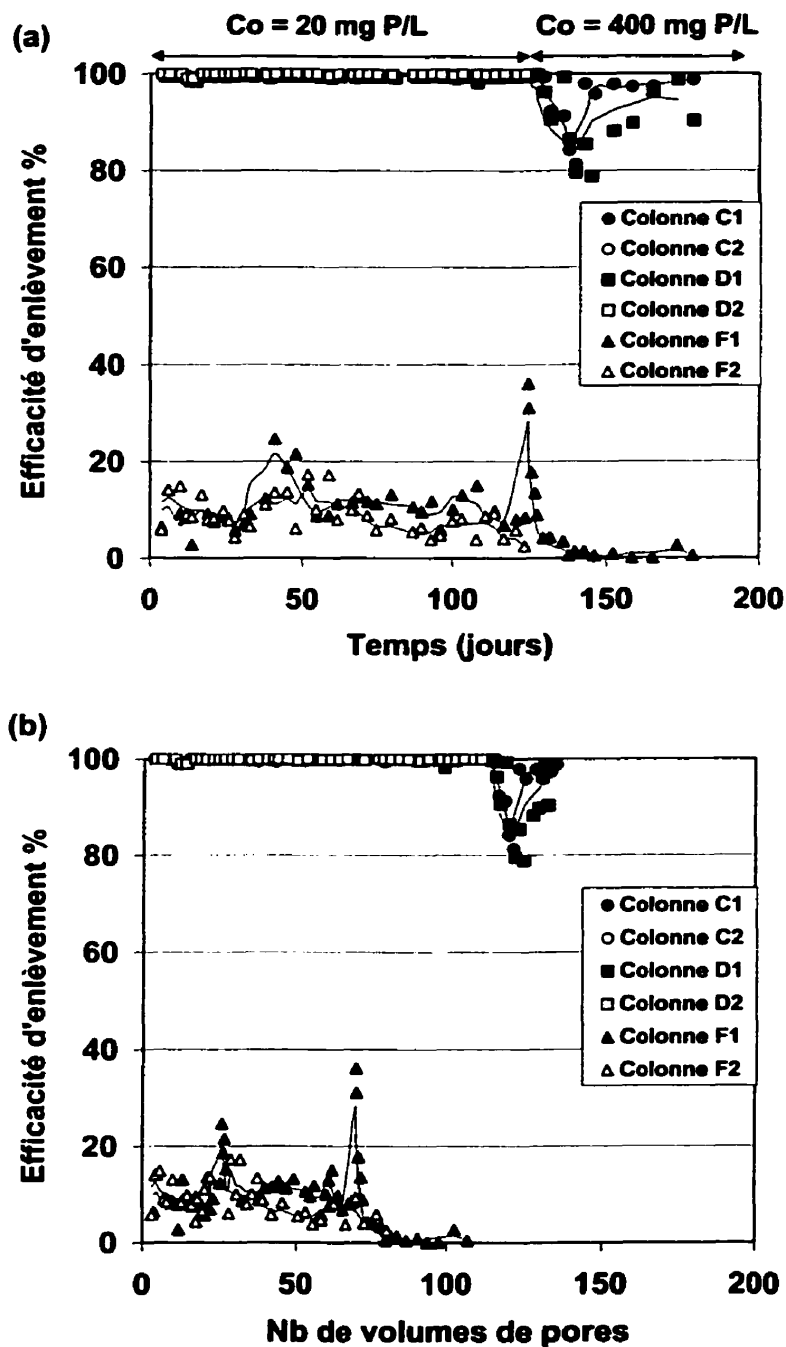 (a)
Co = 20 mg P/L
Co = 400 mg P/L
Efficacité d'enlèvement %
100
80
60
40
20
0
Colonne C1
Colonne C2
Colonne D1
Colonne D2
Colonne F1
Colonne F2
0 50 100 150 200
Temps (jours)
(b)
Efficacité d'enlèvement %
100
80
60
40
20
0
Colonne C1
Colonne C2
Colonne D1
Colonne D2
Colonne F1
Colonne F2
0 50 100 150 200
Nb de volumes de pores